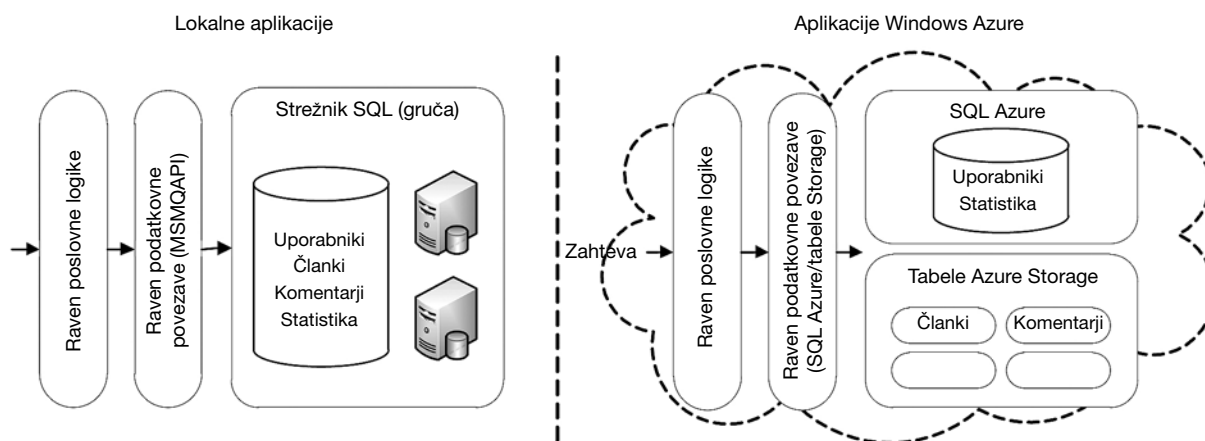 Lokalne aplikacije
Raven poslovne logike
Raven podatkovne
povezave (MSMQAPI)
Strežnik SQL (gruča)
Uporabniki
Članki
Komentarji
Statistika
Aplikacije Windows Azure
Zahteva
Raven poslovne logike
Raven podatkovne povezave
(SQL Azure/tabele Storage)
SQL Azure
Uporabniki
Statistika
Tabele Azure Storage
Članki
Komentarji